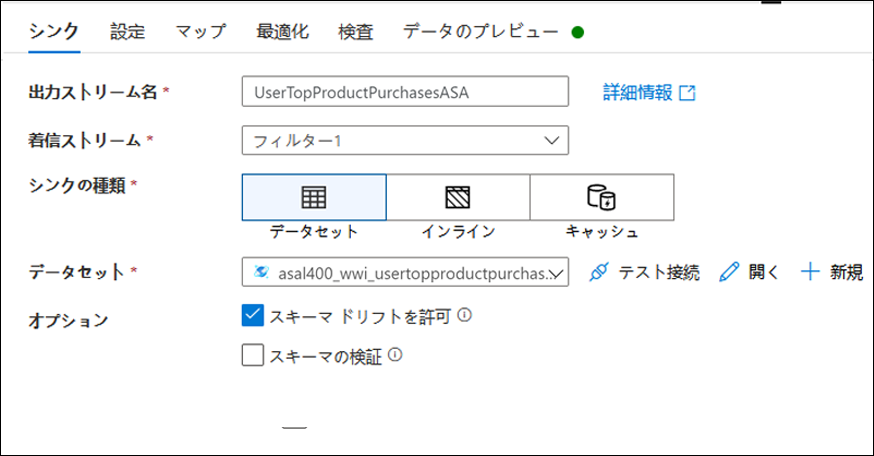 シンク 設定 マップ 最適化 検査 データのプレビュー
出力ストリーム名 * UserTopProductPurchasesASA 詳細情報
着信ストリーム * フィルター1
シンクの種類 *
データセット インライン キャッシュ
データセット * asal400_wwi_usertopproductpurchas... テスト接続 開く 新規
オプション スキーマ ドリフトを許可
スキーマの検証